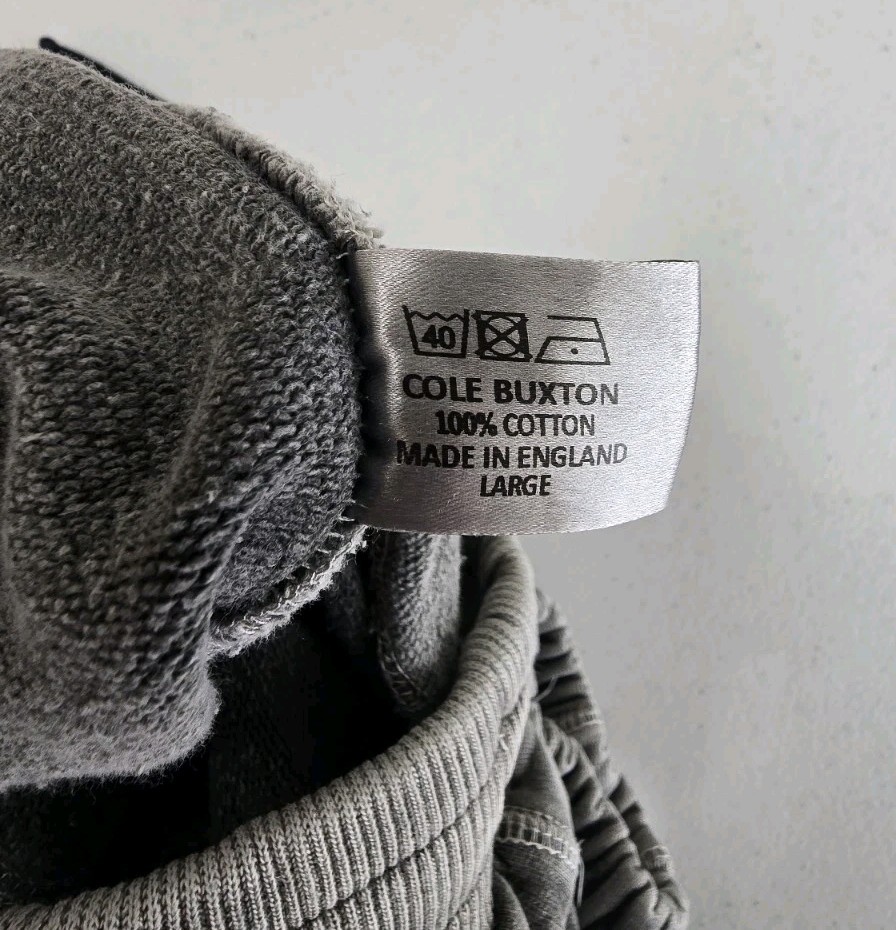 40
COLE BUXTON
100% COTTON
MADE IN ENGLAND
LARGE